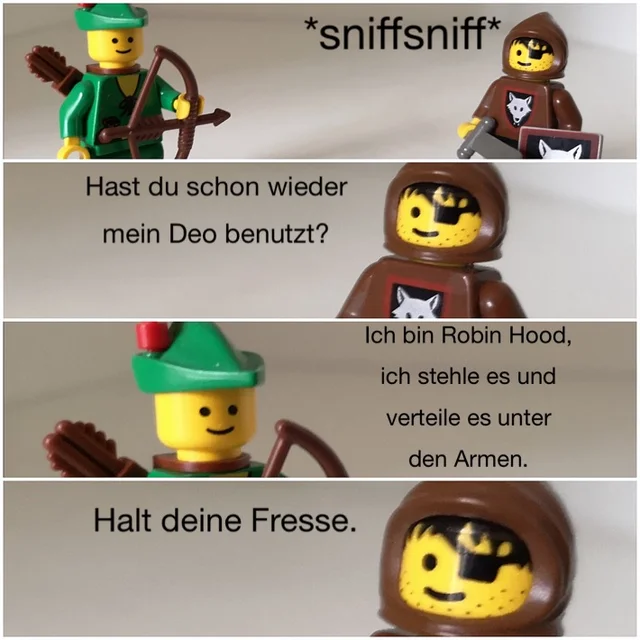 *sniffsniff*
Hast du schon wieder
mein Deo benutzt?
Ich bin Robin Hood,
ich stehle es und
verteile es unter
den Armen.
Halt deine Fresse.